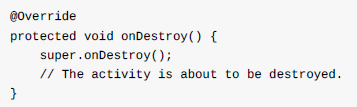 @Override
protected void onDestroy() {
    super.onDestroy();
    // The activity is about to be destroyed.
}